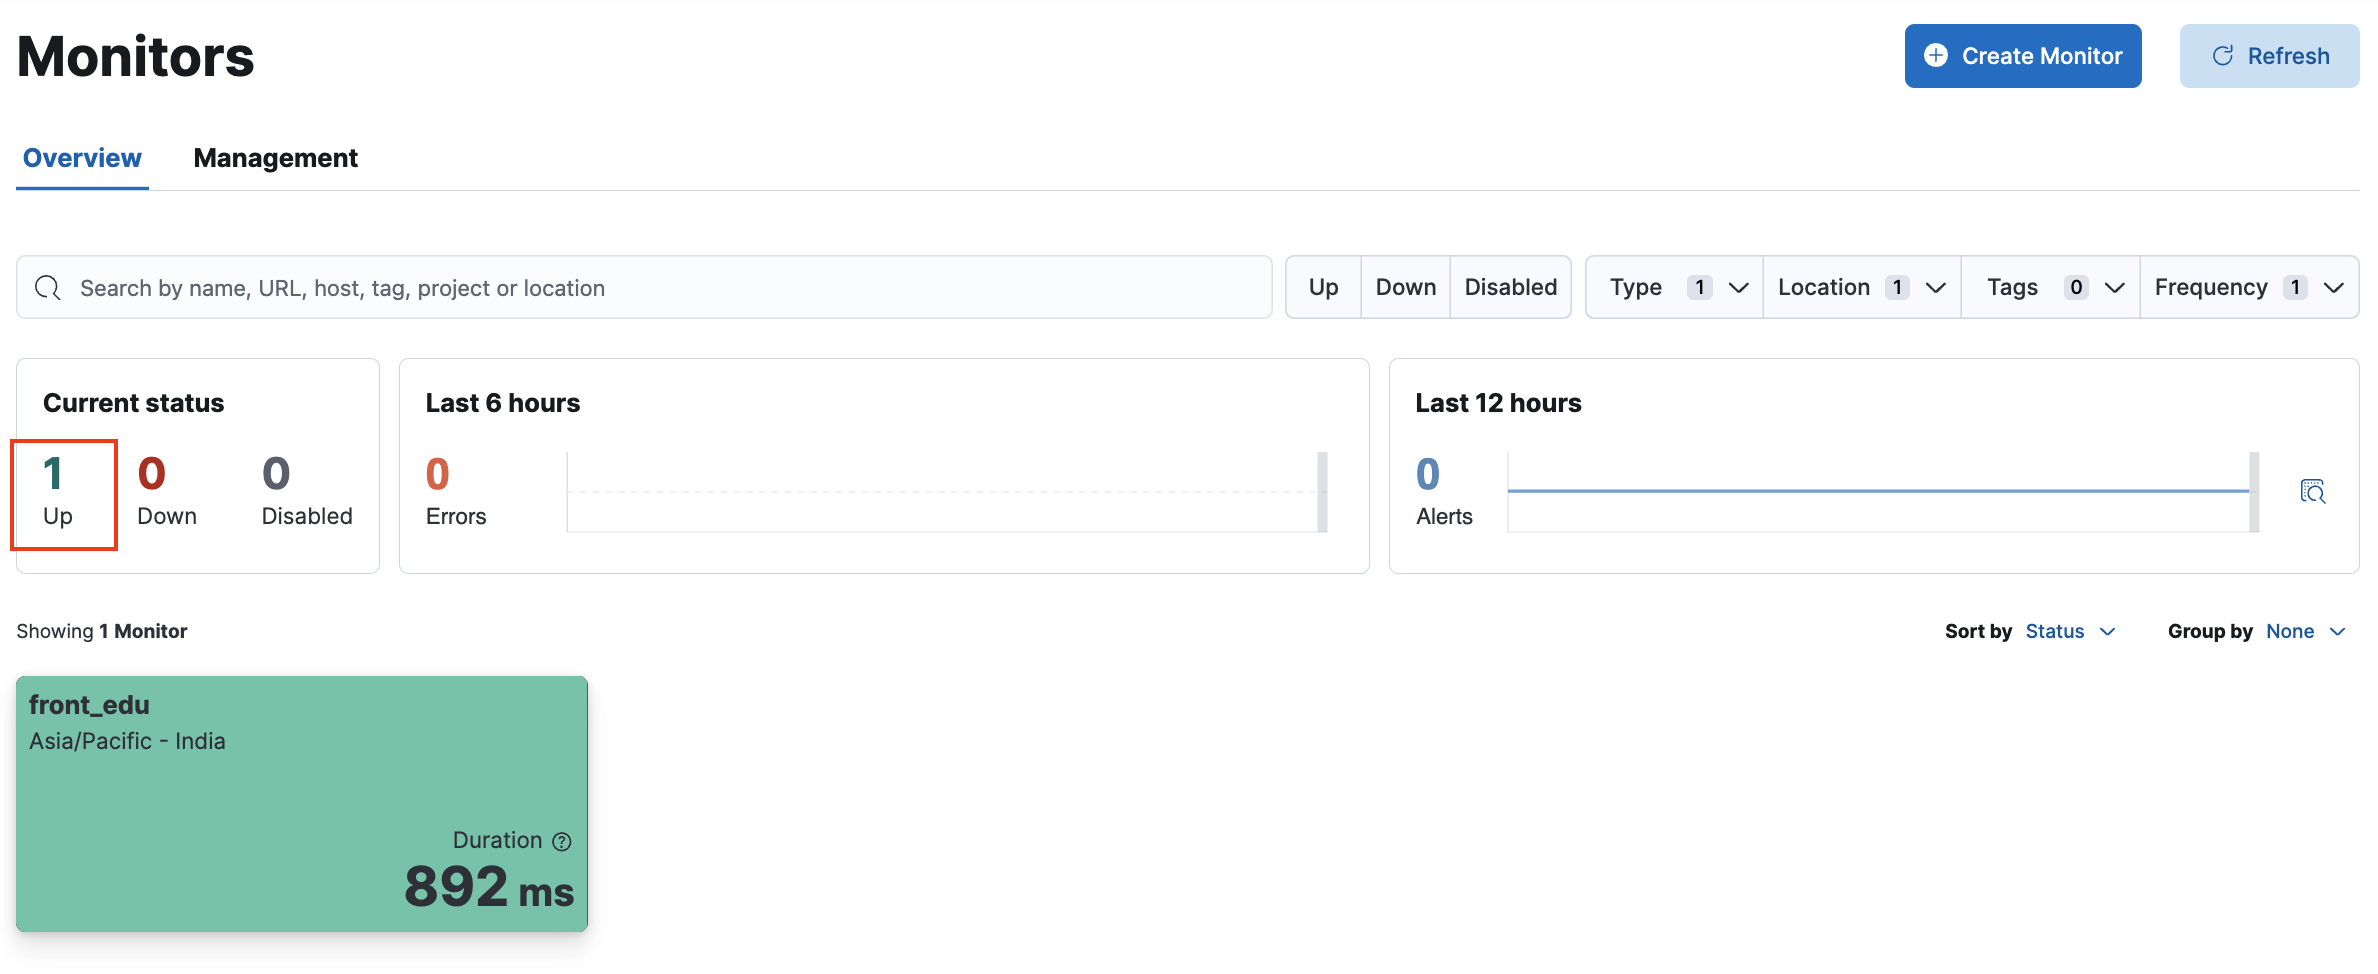 Monitors
Create Monitor
Refresh
Overview
Management
Search by name, URL, host, tag, project or location
Up
Down
Disabled
Type 1
Location 1
Tags 0
Frequency 1
Current status
1
Up
0
Down
0
Disabled
Last 6 hours
0
Errors
Last 12 hours
0
Alerts
Showing 1 Monitor
Sort by Status
Group by None
front_edu
Asia/Pacific - India
Duration ?
892 ms